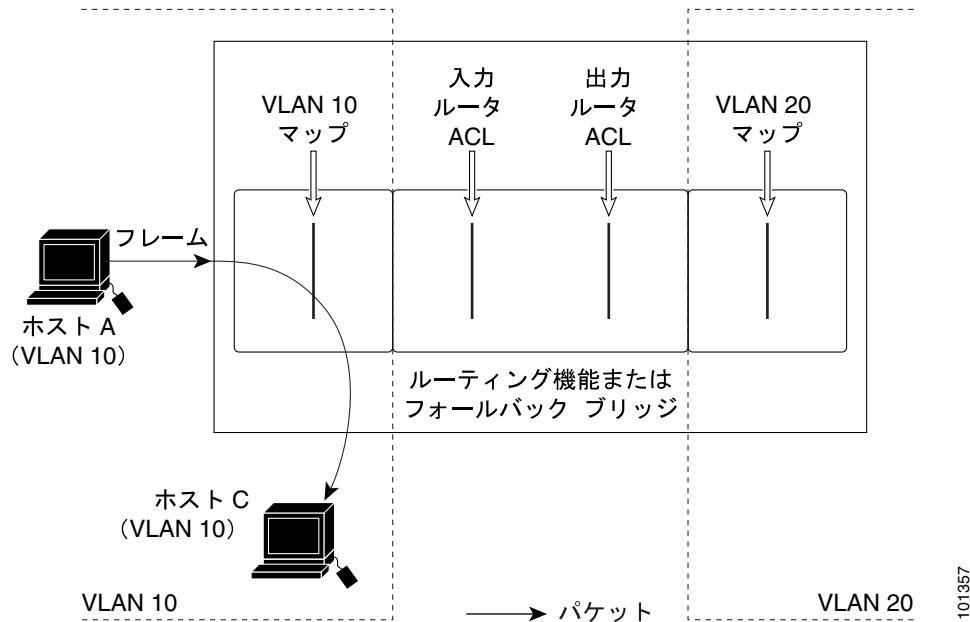 VLAN 10
マップ
入力
ルータ
ACL
出力
ルータ
ACL
VLAN 20
マップ
フレーム
ホスト A
(VLAN 10)
ルーティング機能または
フォールバック ブリッジ
ホスト C
(VLAN 10)
VLAN 10
パケット
VLAN 20
101357